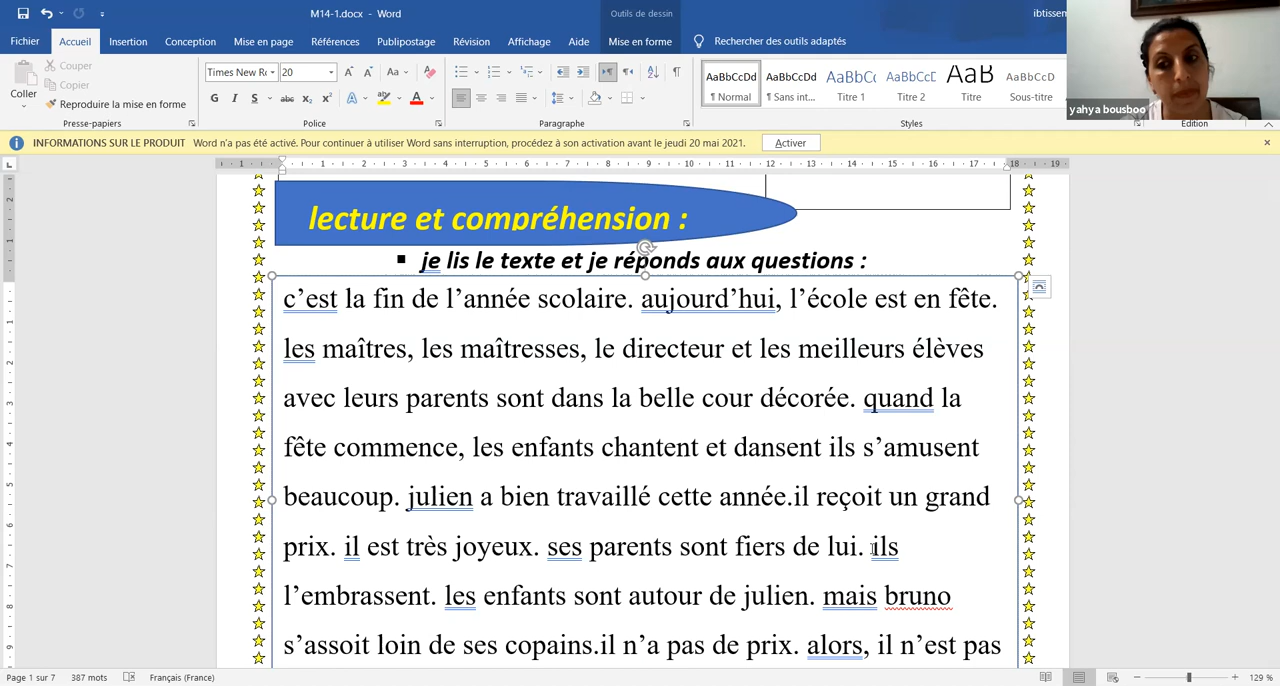 M14-1.docx - Word
Outils de dessin
ibtissem
Fichier Accueil Insertion Conception Mise en page Références Publipostage Révision Affichage Aide Mise en forme Rechercher des outils adaptés
Coller
Couper
Copier
Reproduire la mise en forme
Presse-papiers
Times New Ro 20
Police
Paragraphe
AaBbCcDd
¶ Normal
AaBbCcDd
¶ Sans int...
AaBbC(
Titre 1
AaBbCcE
Titre 2
AaB
Titre
AaBbCcD
Sous-titre
Styles
yahya bousboo
Edition
INFORMATIONS SUR LE PRODUIT Word n'a pas été activé. Pour continuer à utiliser Word sans interruption, procédez à son activation avant le jeudi 20 mai 2021. Activer
lecture et compréhension :
▪ je lis le texte et je réponds aux questions :
c’est la fin de l’année scolaire. aujourd’hui, l’école est en fête.
les maîtres, les maîtresses, le directeur et les meilleurs élèves
avec leurs parents sont dans la belle cour décorée. quand la
fête commence, les enfants chantent et dansent ils s’amusent
beaucoup. julien a bien travaillé cette année.il reçoit un grand
prix. il est très joyeux. ses parents sont fiers de lui. ils
l’embrassent. les enfants sont autour de julien. mais bruno
s’assoit loin de ses copains.il n’a pas de prix. alors, il n’est pas
Page 1 sur 7 387 mots Français (France) 129 %